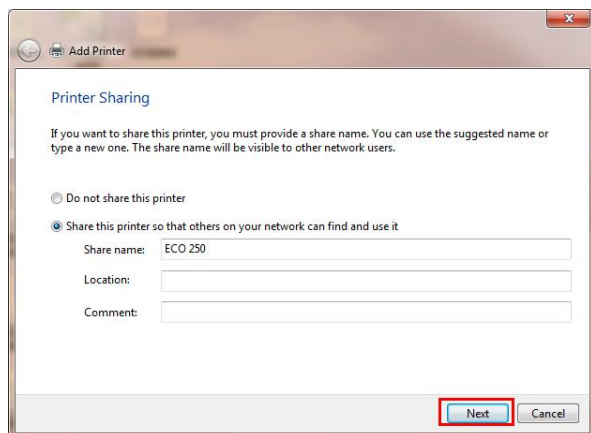 Add Printer
Printer Sharing
If you want to share this printer, you must provide a share name. You can use the suggested name or
type a new one. The share name will be visible to other network users.
Do not share this printer
Share this printer so that others on your network can find and use it
Share name: ECO 250
Location:
Comment:
Next Cancel